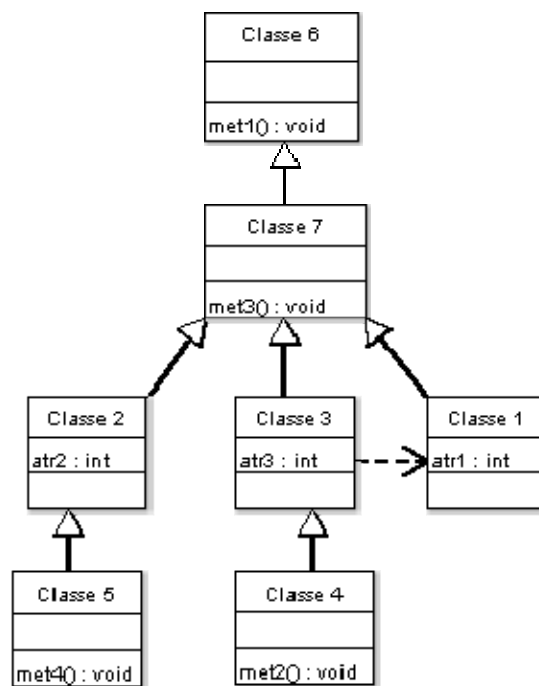 Classe 6
met1() : void
Classe 7
met3() : void
Classe 2
atr2 : int
Classe 3
atr3 : int
Classe 1
atr1 : int
Classe 5
met4() : void
Classe 4
met2() : void